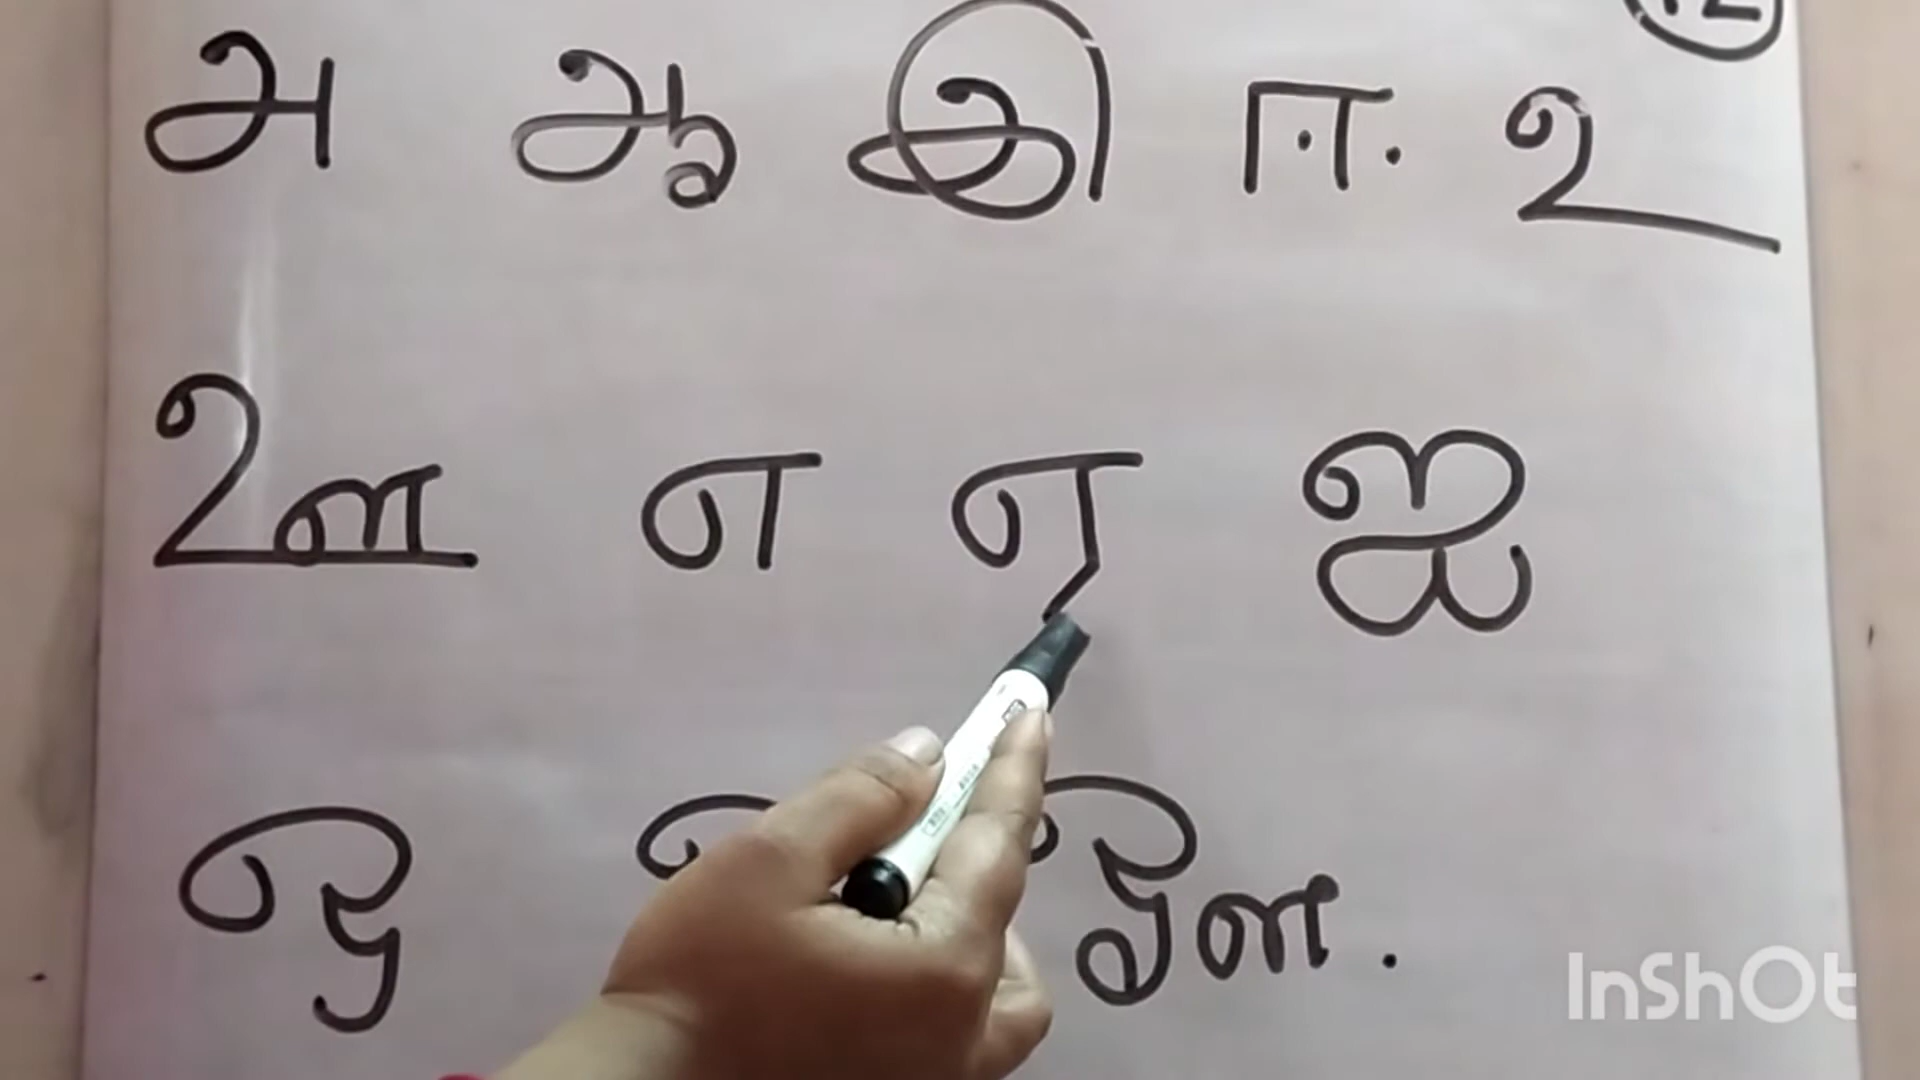 அ ஆ இ ஈ. உ
ஊ எ ஏ ஐ
ஒ ஔ.
InShOt